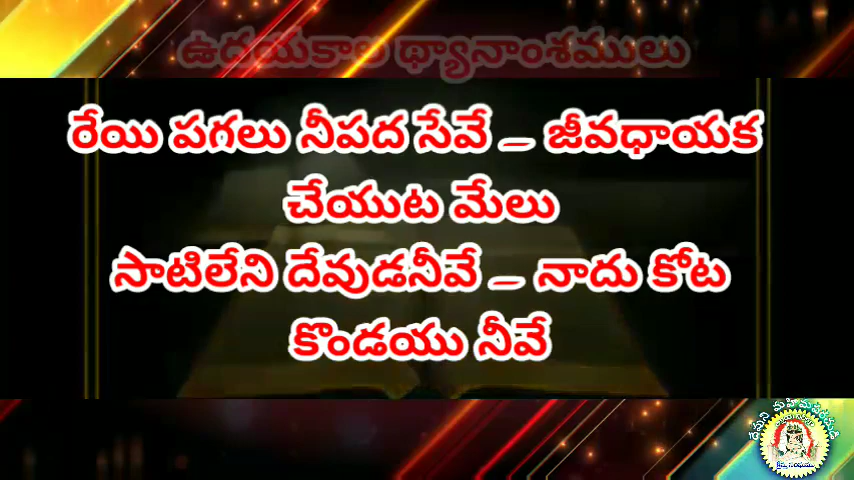 ఉదయకాల ధ్యానాంశములు
రేయి పగలు నీపద సేవే – జీవధాయక
చేయుట మేలు
సాటిలేని దేవుడనీవే – నాదు కోట
కొండయు నీవే